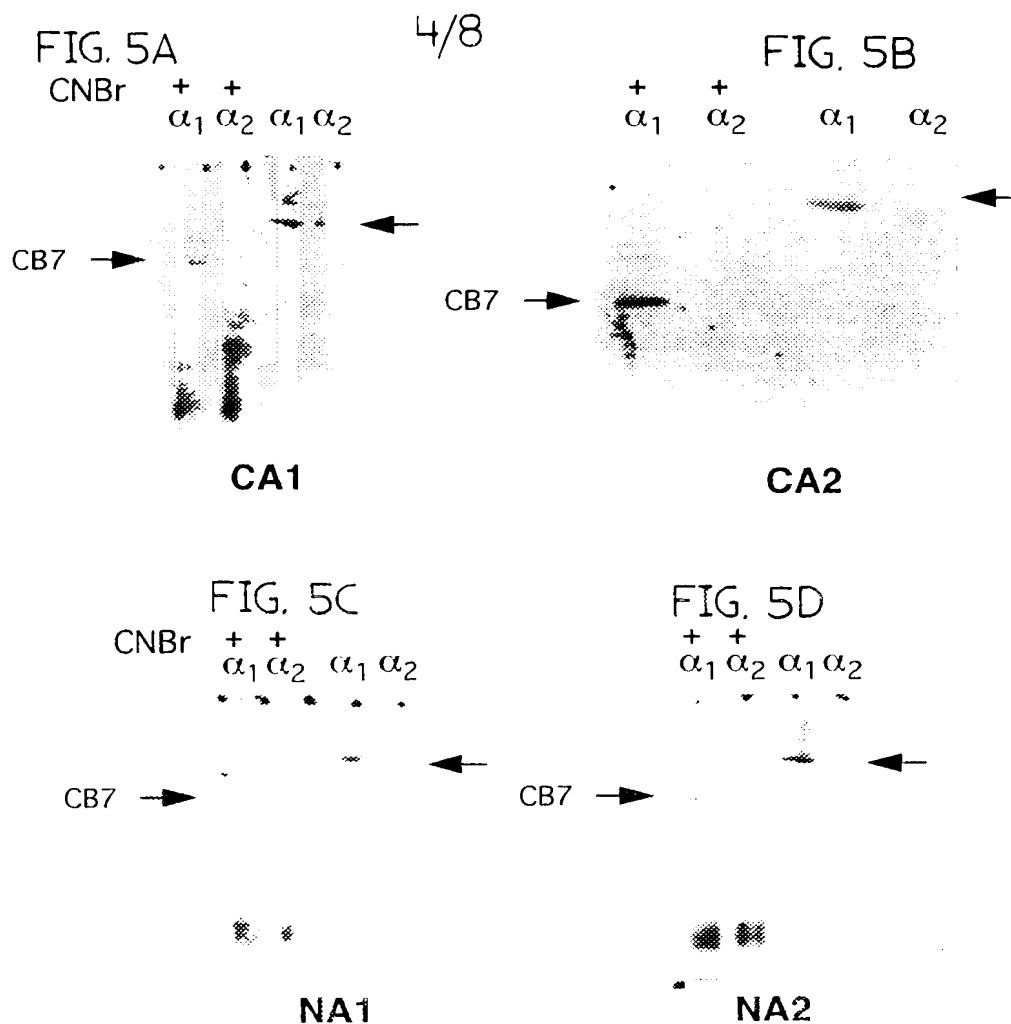 4/8
FIG. 5A
CNBr + +
α₁ α₂ α₁ α₂
CB7
CA1
FIG. 5B
+ +
α₁ α₂ α₁ α₂
CB7
CA2
FIG. 5C
CNBr + +
α₁ α₂ α₁ α₂
CB7
NA1
FIG. 5D
+ +
α₁ α₂ α₁ α₂
CB7
NA2